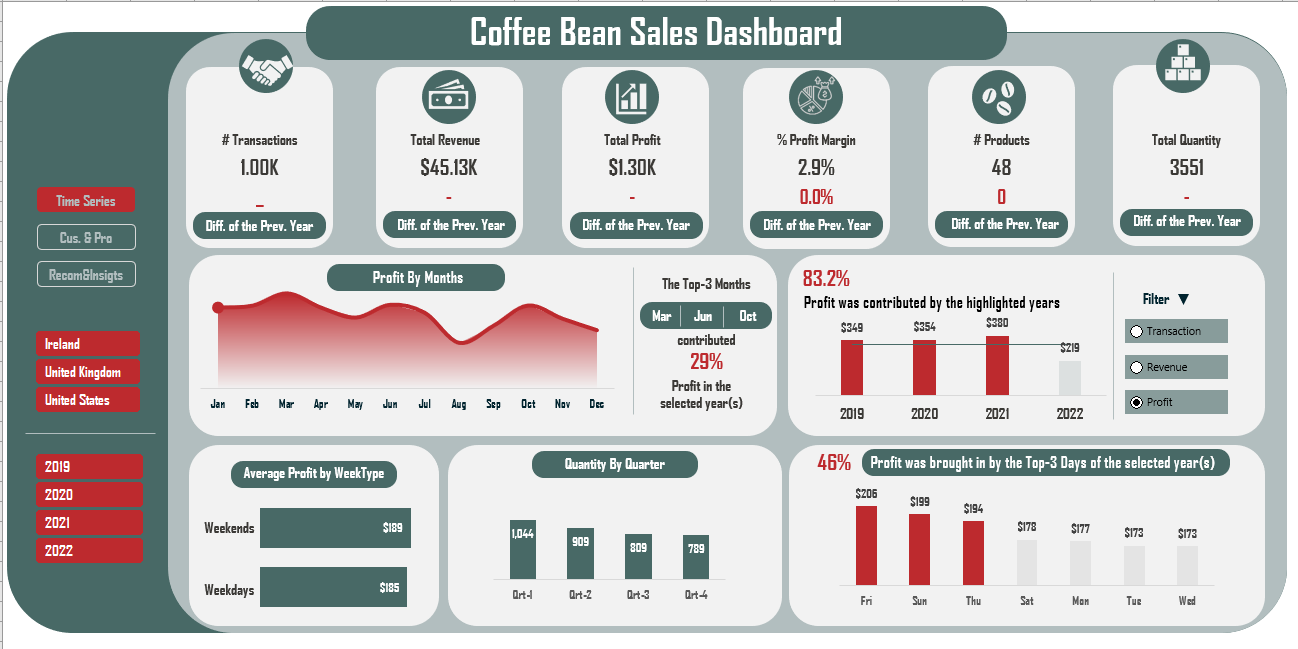 Coffee Bean Sales Dashboard
# Transactions
1.00K
-
Diff. of the Prev. Year
Total Revenue
$45.13K
-
Diff. of the Prev. Year
Total Profit
$1.30K
-
Diff. of the Prev. Year
% Profit Margin
2.9%
0.0%
Diff. of the Prev. Year
# Products
48
0
Diff. of the Prev. Year
Total Quantity
3551
-
Diff. of the Prev. Year
Time Series
Cus. & Pro
Recom&Insigts
Ireland
United Kingdom
United States
2019
2020
2021
2022
Profit By Months
Jan Feb Mar Apr May Jun Jul Aug Sep Oct Nov Dec
The Top-3 Months
Mar Jun Oct
contributed
29%
Profit in the
selected year(s)
83.2%
Profit was contributed by the highlighted years
$349 $354 $380 $219
2019 2020 2021 2022
Filter ▼
Transaction
Revenue
Profit
Average Profit by WeekType
Weekends $189
Weekdays $185
Quantity By Quarter
1,044 909 809 789
Qrt-1 Qrt-2 Qrt-3 Qrt-4
46% Profit was brought in by the Top-3 Days of the selected year(s)
$206 $199 $194 $178 $177 $173 $173
Fri Sun Thu Sat Mon Tue Wed